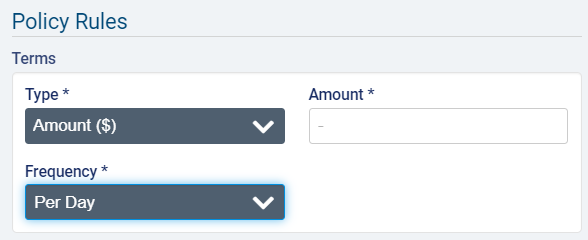 Policy Rules
Terms
Type *
Amount *
Amount ($)
-
Frequency *
Per Day